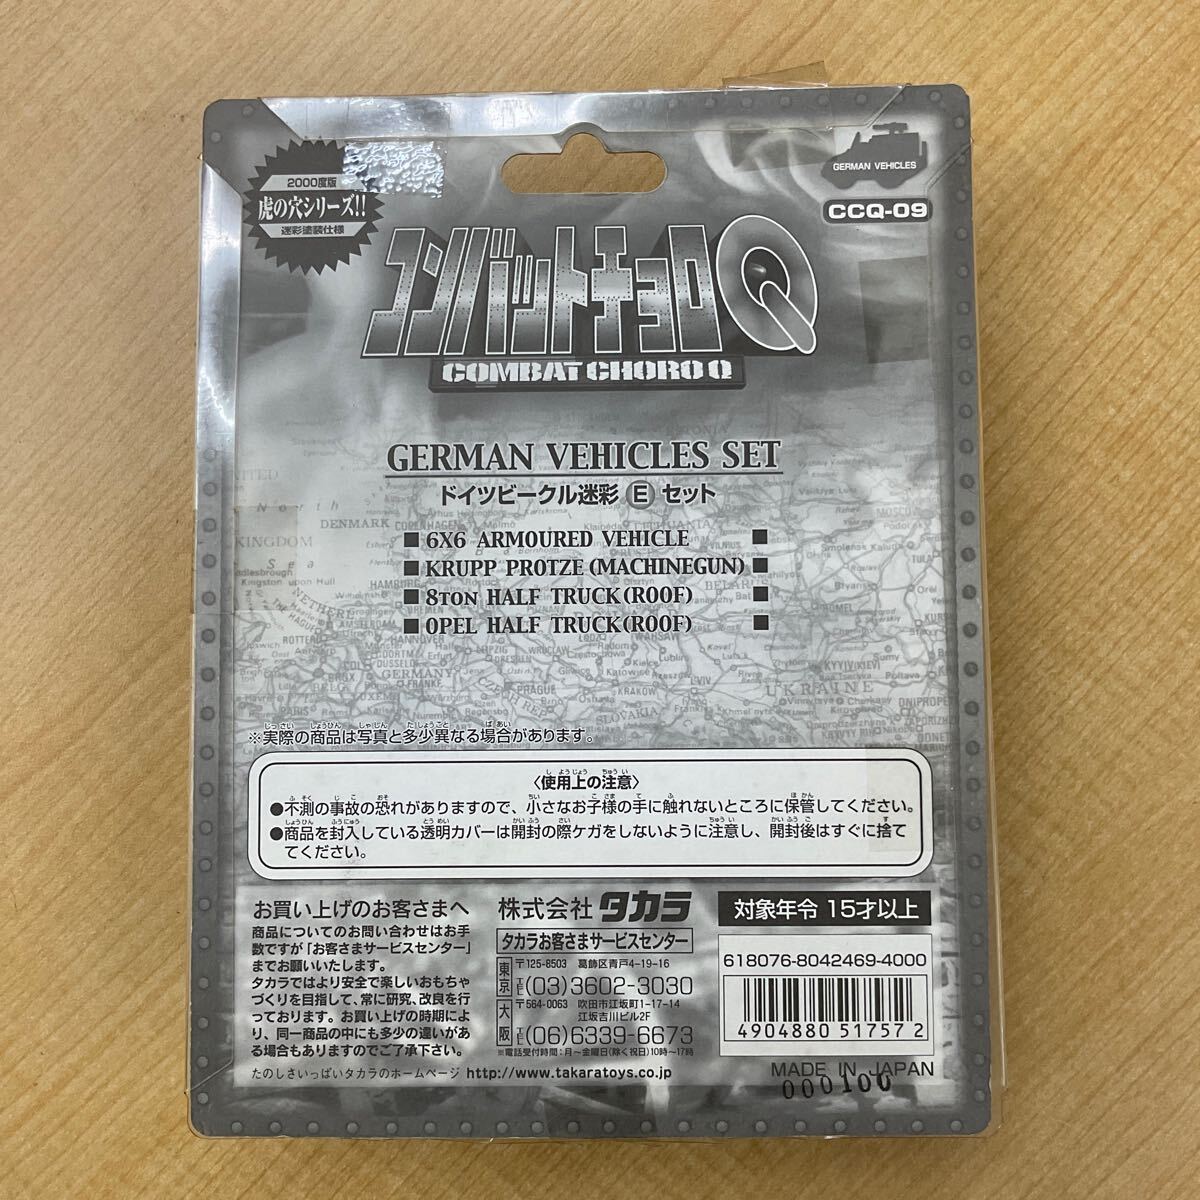 2000度版
虎の穴シリーズ!!
迷彩塗装仕様
GERMAN VEHICLES
CCQ-09
コンバットチョロQ
COMBAT CHORO Q
GERMAN VEHICLES SET
ドイツビークル迷彩 E セット
■ 6X6 ARMOURED VEHICLE ■
■ KRUPP PROTZE (MACHINEGUN) ■
■ 8TON HALF TRUCK(ROOF) ■
■ OPEL HALF TRUCK(ROOF) ■
※実際の商品は写真と多少異なる場合があります。
〈使用上の注意〉
●不測の事故の恐れがありますので、小さなお子様の手に触れないところに保管してください。
●商品を封入している透明カバーは開封の際ケガをしないように注意し、開封後はすぐに捨て
てください。
お買い上げのお客さまへ
商品についてのお問い合わせはお手
数ですが「お客さまサービスセンター」
までお願いいたします。
タカラではより安全で楽しいおもちゃ
づくりを目指して、常に研究、改良を行
っております。お買い上げの時期によ
り、同一商品の中にも多少の違いがあ
る場合もありますのでご了承下さい。
株式会社 タカラ
タカラお客さまサービスセンター
東京 〒125-8503 葛飾区青戸4-19-16
TEL(03)3602-3030
大阪 〒564-0063 吹田市江坂町1-17-14
江坂吉川ビル2F
TEL(06)6339-6673
※電話受付時間:月〜金曜日(除く祝日)10時〜17時
たのしさいっぱいタカラのホームページ http://www.takaratoys.co.jp
対象年令 15才以上
618076-8042469-4000
4904880 517572
MADE IN JAPAN
000100